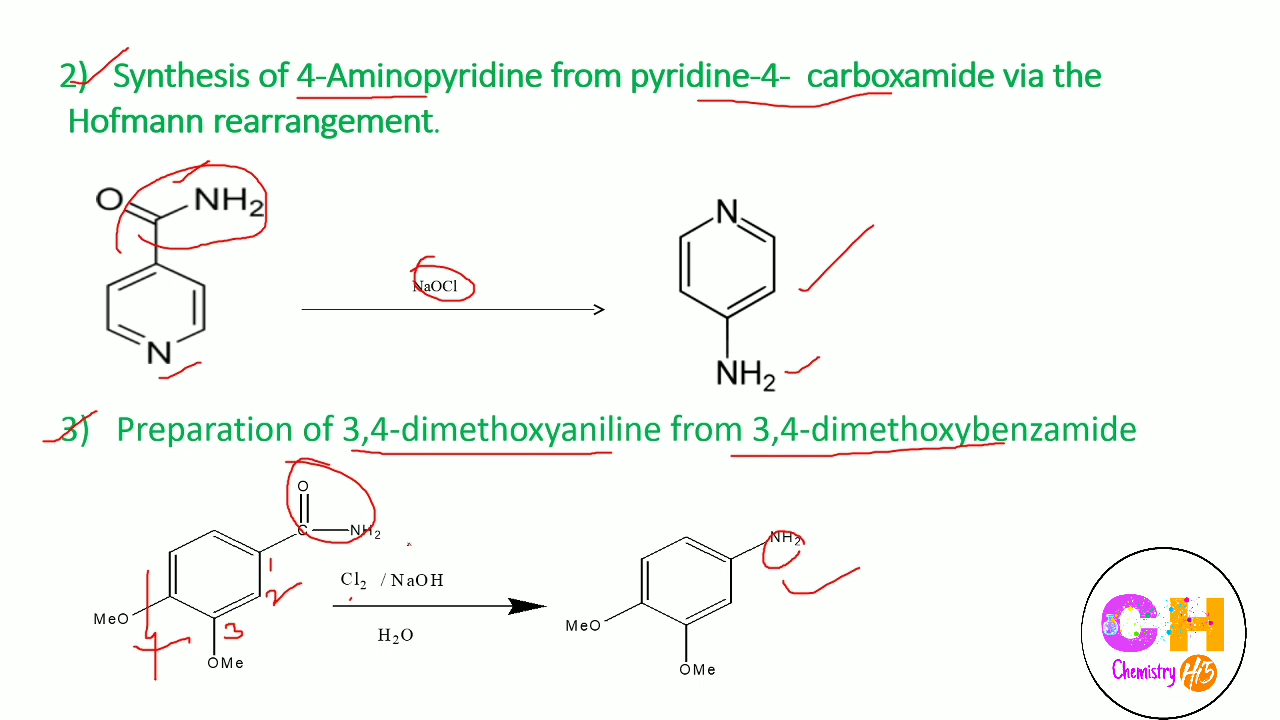 2) Synthesis of 4-Aminopyridine from pyridine-4- carboxamide via the
Hofmann rearrangement.
O NH2
N
NaOCl
N
NH2
3) Preparation of 3,4-dimethoxyaniline from 3,4-dimethoxybenzamide
O
C NH2
1
2
3
4
MeO
OMe
Cl2 / NaOH
H2O
NH2
MeO
OMe
CH
Chemistry Hi5